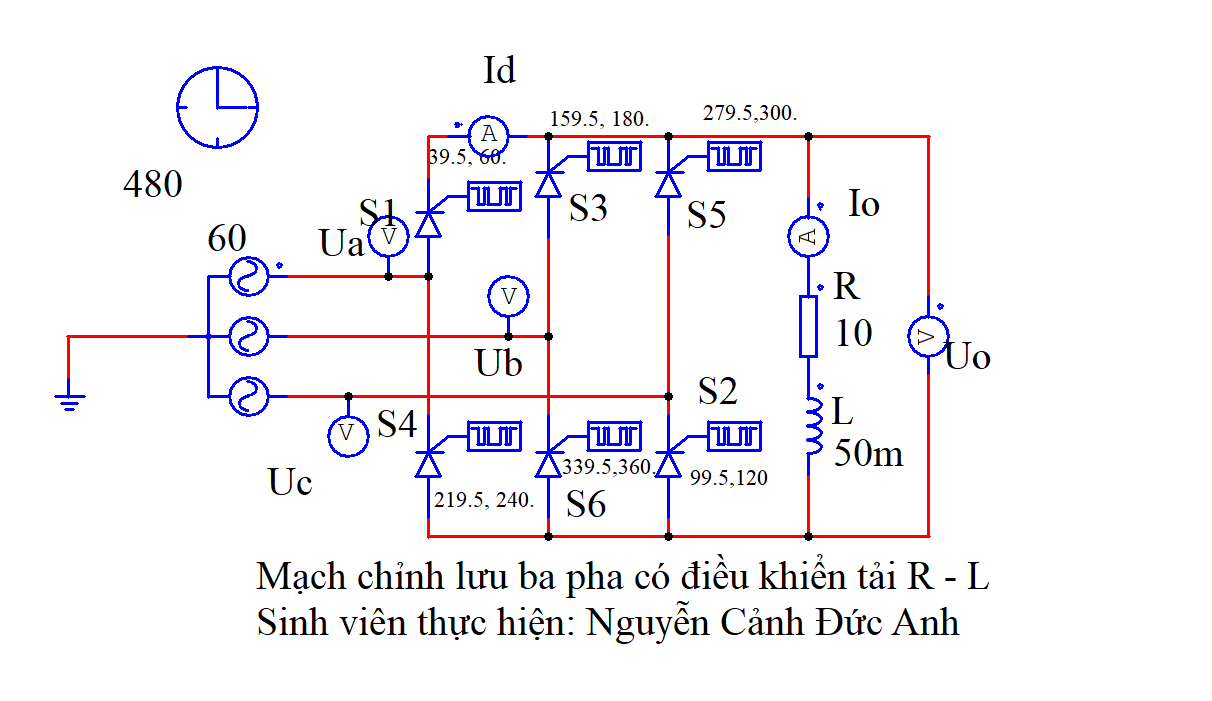 Id
159.5, 180.
279.5,300.
A
39.5, 60.
480
S1
S3
S5
Io
60
Ua
V
A
R
V
10
V
Uo
Ub
S2
S4
L
V
50m
Uc
339.5,360.
99.5,120
219.5, 240.
S6
Mạch chỉnh lưu ba pha có điều khiển tải R - L
Sinh viên thực hiện: Nguyễn Cảnh Đức Anh